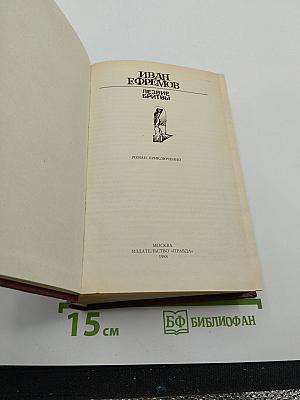 ИВАН
ЕФРЕМОВ
ЛЕЗВИЕ
БРИТВЫ
РОМАН ПРИКЛЮЧЕНИЙ
МОСКВА
ИЗДАТЕЛЬСТВО «ПРАВДА»
1988
15 см
БФ БИБЛИОФАН